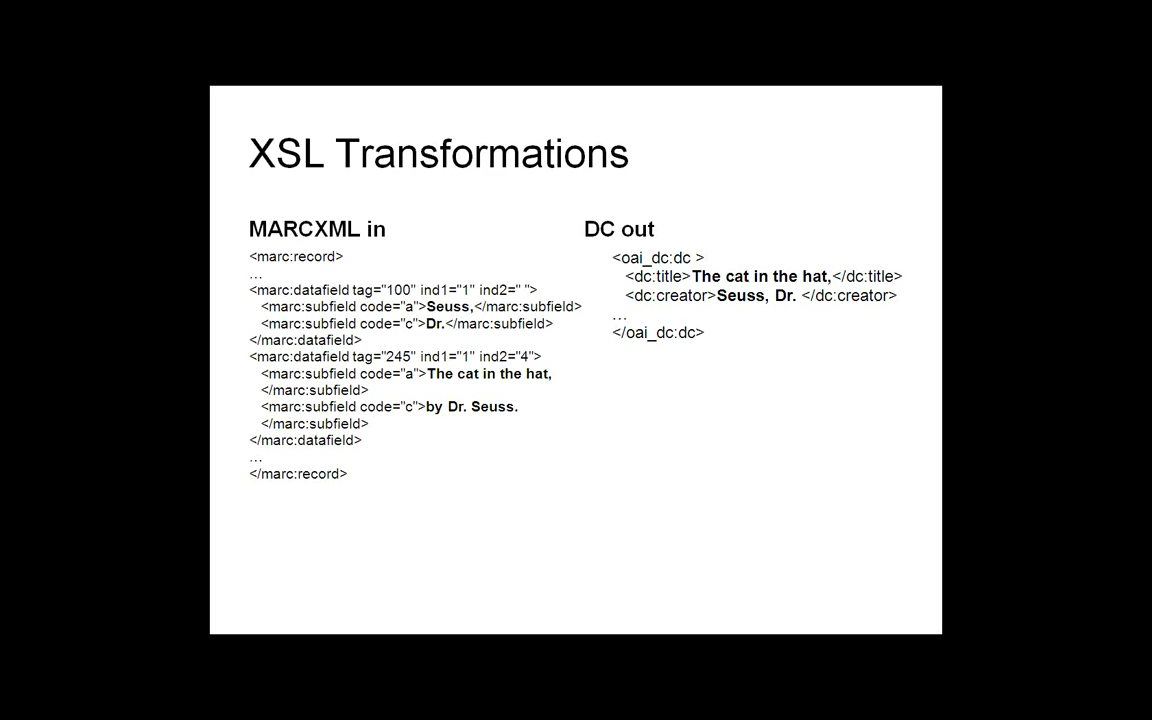 XSL Transformations
MARCXML in
<marc:record>
…
<marc:datafield tag="100" ind1="1" ind2=" ">
<marc:subfield code="a">Seuss,</marc:subfield>
<marc:subfield code="c">Dr.</marc:subfield>
</marc:datafield>
<marc:datafield tag="245" ind1="1" ind2="4">
<marc:subfield code="a">The cat in the hat,
</marc:subfield>
<marc:subfield code="c">by Dr. Seuss.
</marc:subfield>
</marc:datafield>
…
</marc:record>
DC out
<oai_dc:dc >
<dc:title>The cat in the hat,</dc:title>
<dc:creator>Seuss, Dr. </dc:creator>
…
</oai_dc:dc>